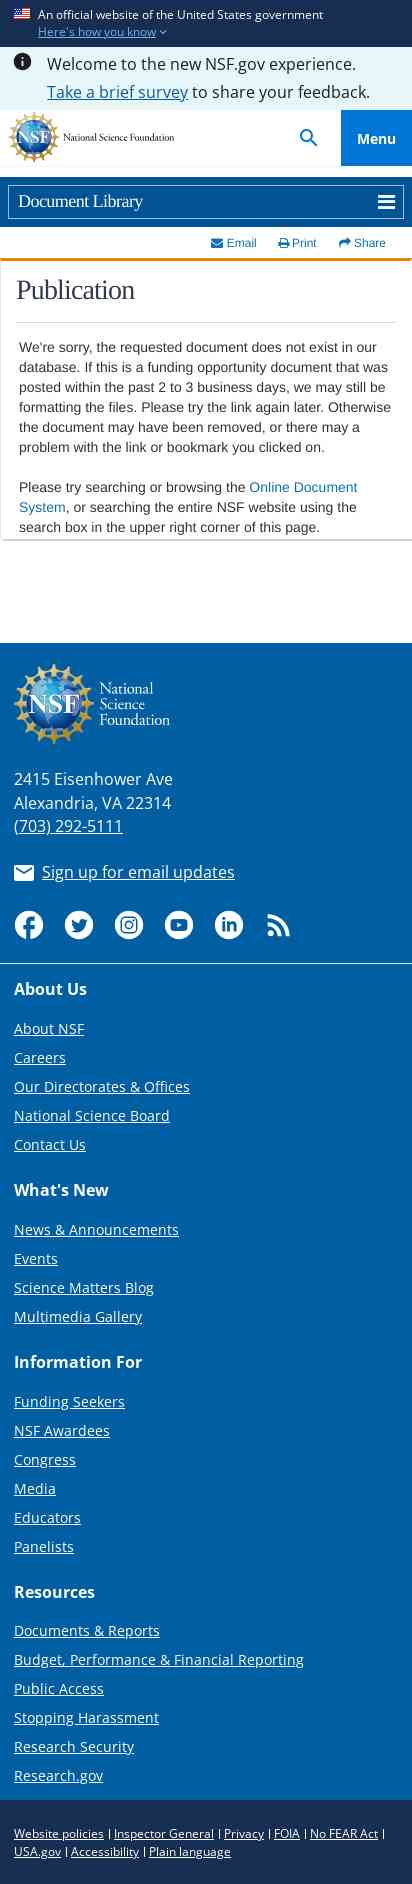 An official website of the United States government
Here's how you know
Welcome to the new NSF.gov experience.
Take a brief survey to share your feedback.
NSF National Science Foundation
Menu
Document Library
Email Print Share
Publication
We're sorry, the requested document does not exist in our
database. If this is a funding opportunity document that was
posted within the past 2 to 3 business days, we may still be
formatting the files. Please try the link again later. Otherwise
the document may have been removed, or there may a
problem with the link or bookmark you clicked on.
Please try searching or browsing the Online Document
System, or searching the entire NSF website using the
search box in the upper right corner of this page.
NSF
National
Science
Foundation
2415 Eisenhower Ave
Alexandria, VA 22314
(703) 292-5111
Sign up for email updates
About Us
About NSF
Careers
Our Directorates & Offices
National Science Board
Contact Us
What's New
News & Announcements
Events
Science Matters Blog
Multimedia Gallery
Information For
Funding Seekers
NSF Awardees
Congress
Media
Educators
Panelists
Resources
Documents & Reports
Budget, Performance & Financial Reporting
Public Access
Stopping Harassment
Research Security
Research.gov
Website policies | Inspector General | Privacy | FOIA | No FEAR Act |
USA.gov | Accessibility | Plain language